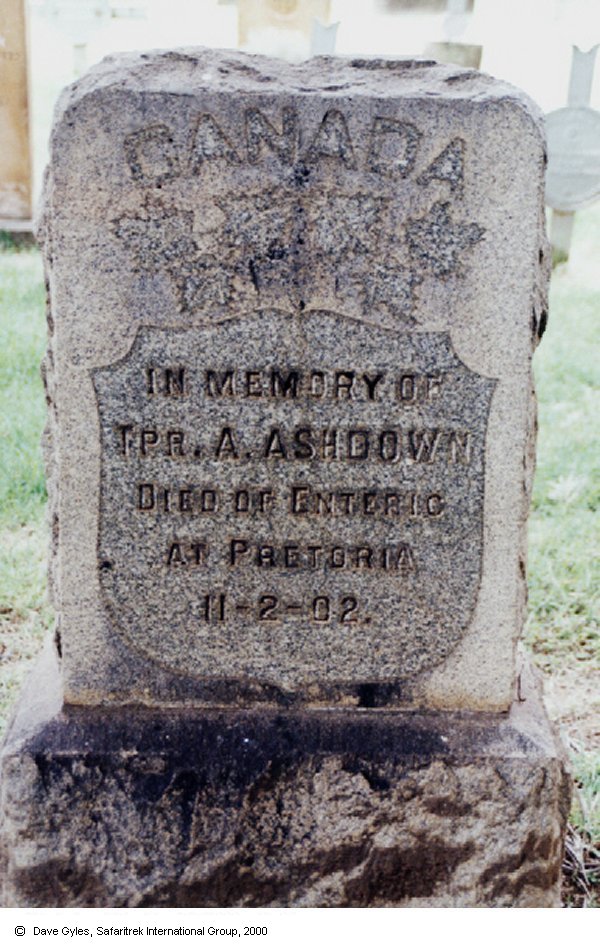 CANADA
IN MEMORY OF
TPR. A. ASHDOWN
DIED OF ENTERIC
AT PRETORIA
11-2-02.
© Dave Gyles, Safaritrek International Group, 2000